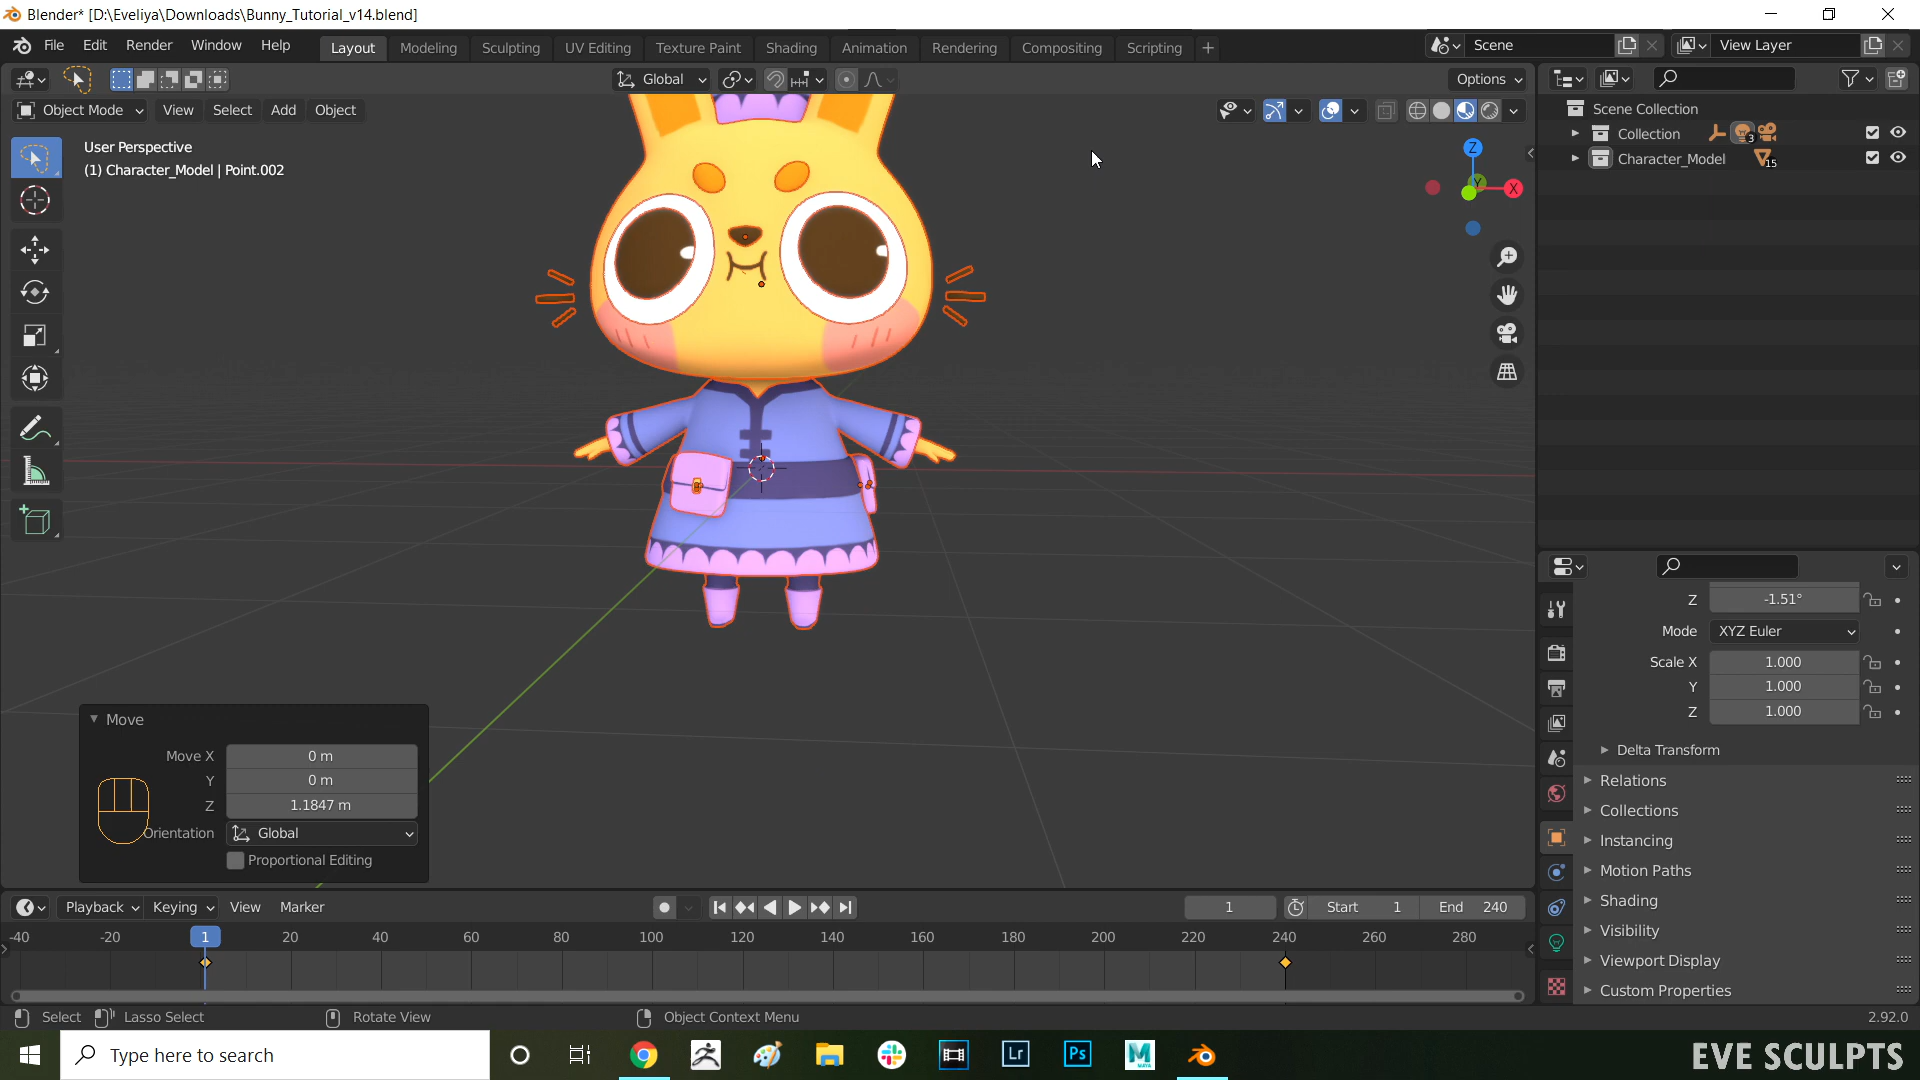 Blender* [D:\Eveliya\Downloads\Bunny_Tutorial_v14.blend]
File Edit Render Window Help Layout Modeling Sculpting UV Editing Texture Paint Shading Animation Rendering Compositing Scripting + Scene View Layer
Global Options
Object Mode View Select Add Object
User Perspective
(1) Character_Model | Point.002
Z
Y
X
Scene Collection
Collection 3
Character_Model 15
Z -1.51°
Mode XYZ Euler
Scale X 1.000
Y 1.000
Z 1.000
Delta Transform
Relations
Collections
Instancing
Motion Paths
Shading
Visibility
Viewport Display
Custom Properties
Move
Move X 0 m
Y 0 m
Z 1.1847 m
Orientation Global
Proportional Editing
Playback Keying View Marker 1 Start 1 End 240
-40 -20 1 20 40 60 80 100 120 140 160 180 200 220 240 260 280
Select Lasso Select Rotate View Object Context Menu 2.92.0
Type here to search
Lr
Ps
M
MAYA
EVE SCULPTS